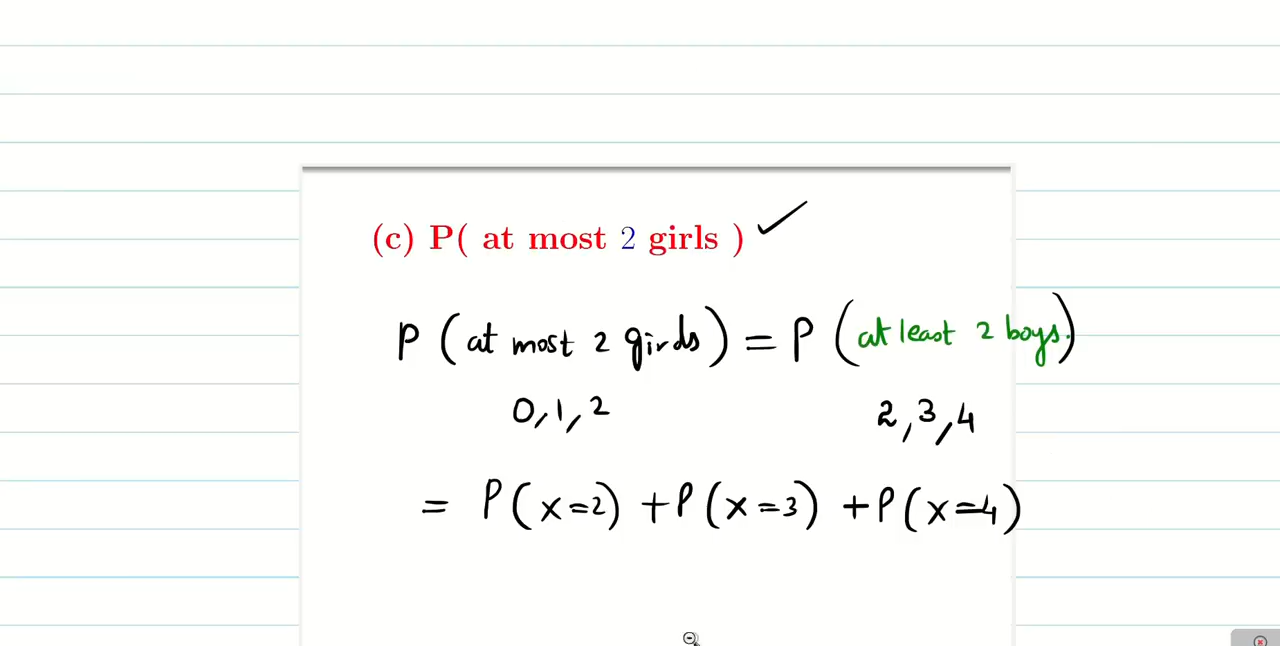 (c) P( at most 2 girls ) ✓
P (at most 2 girls) = P (at least 2 boys.)
0, 1, 2 2, 3, 4
= P(x=2) + P(x=3) + P(x=4)